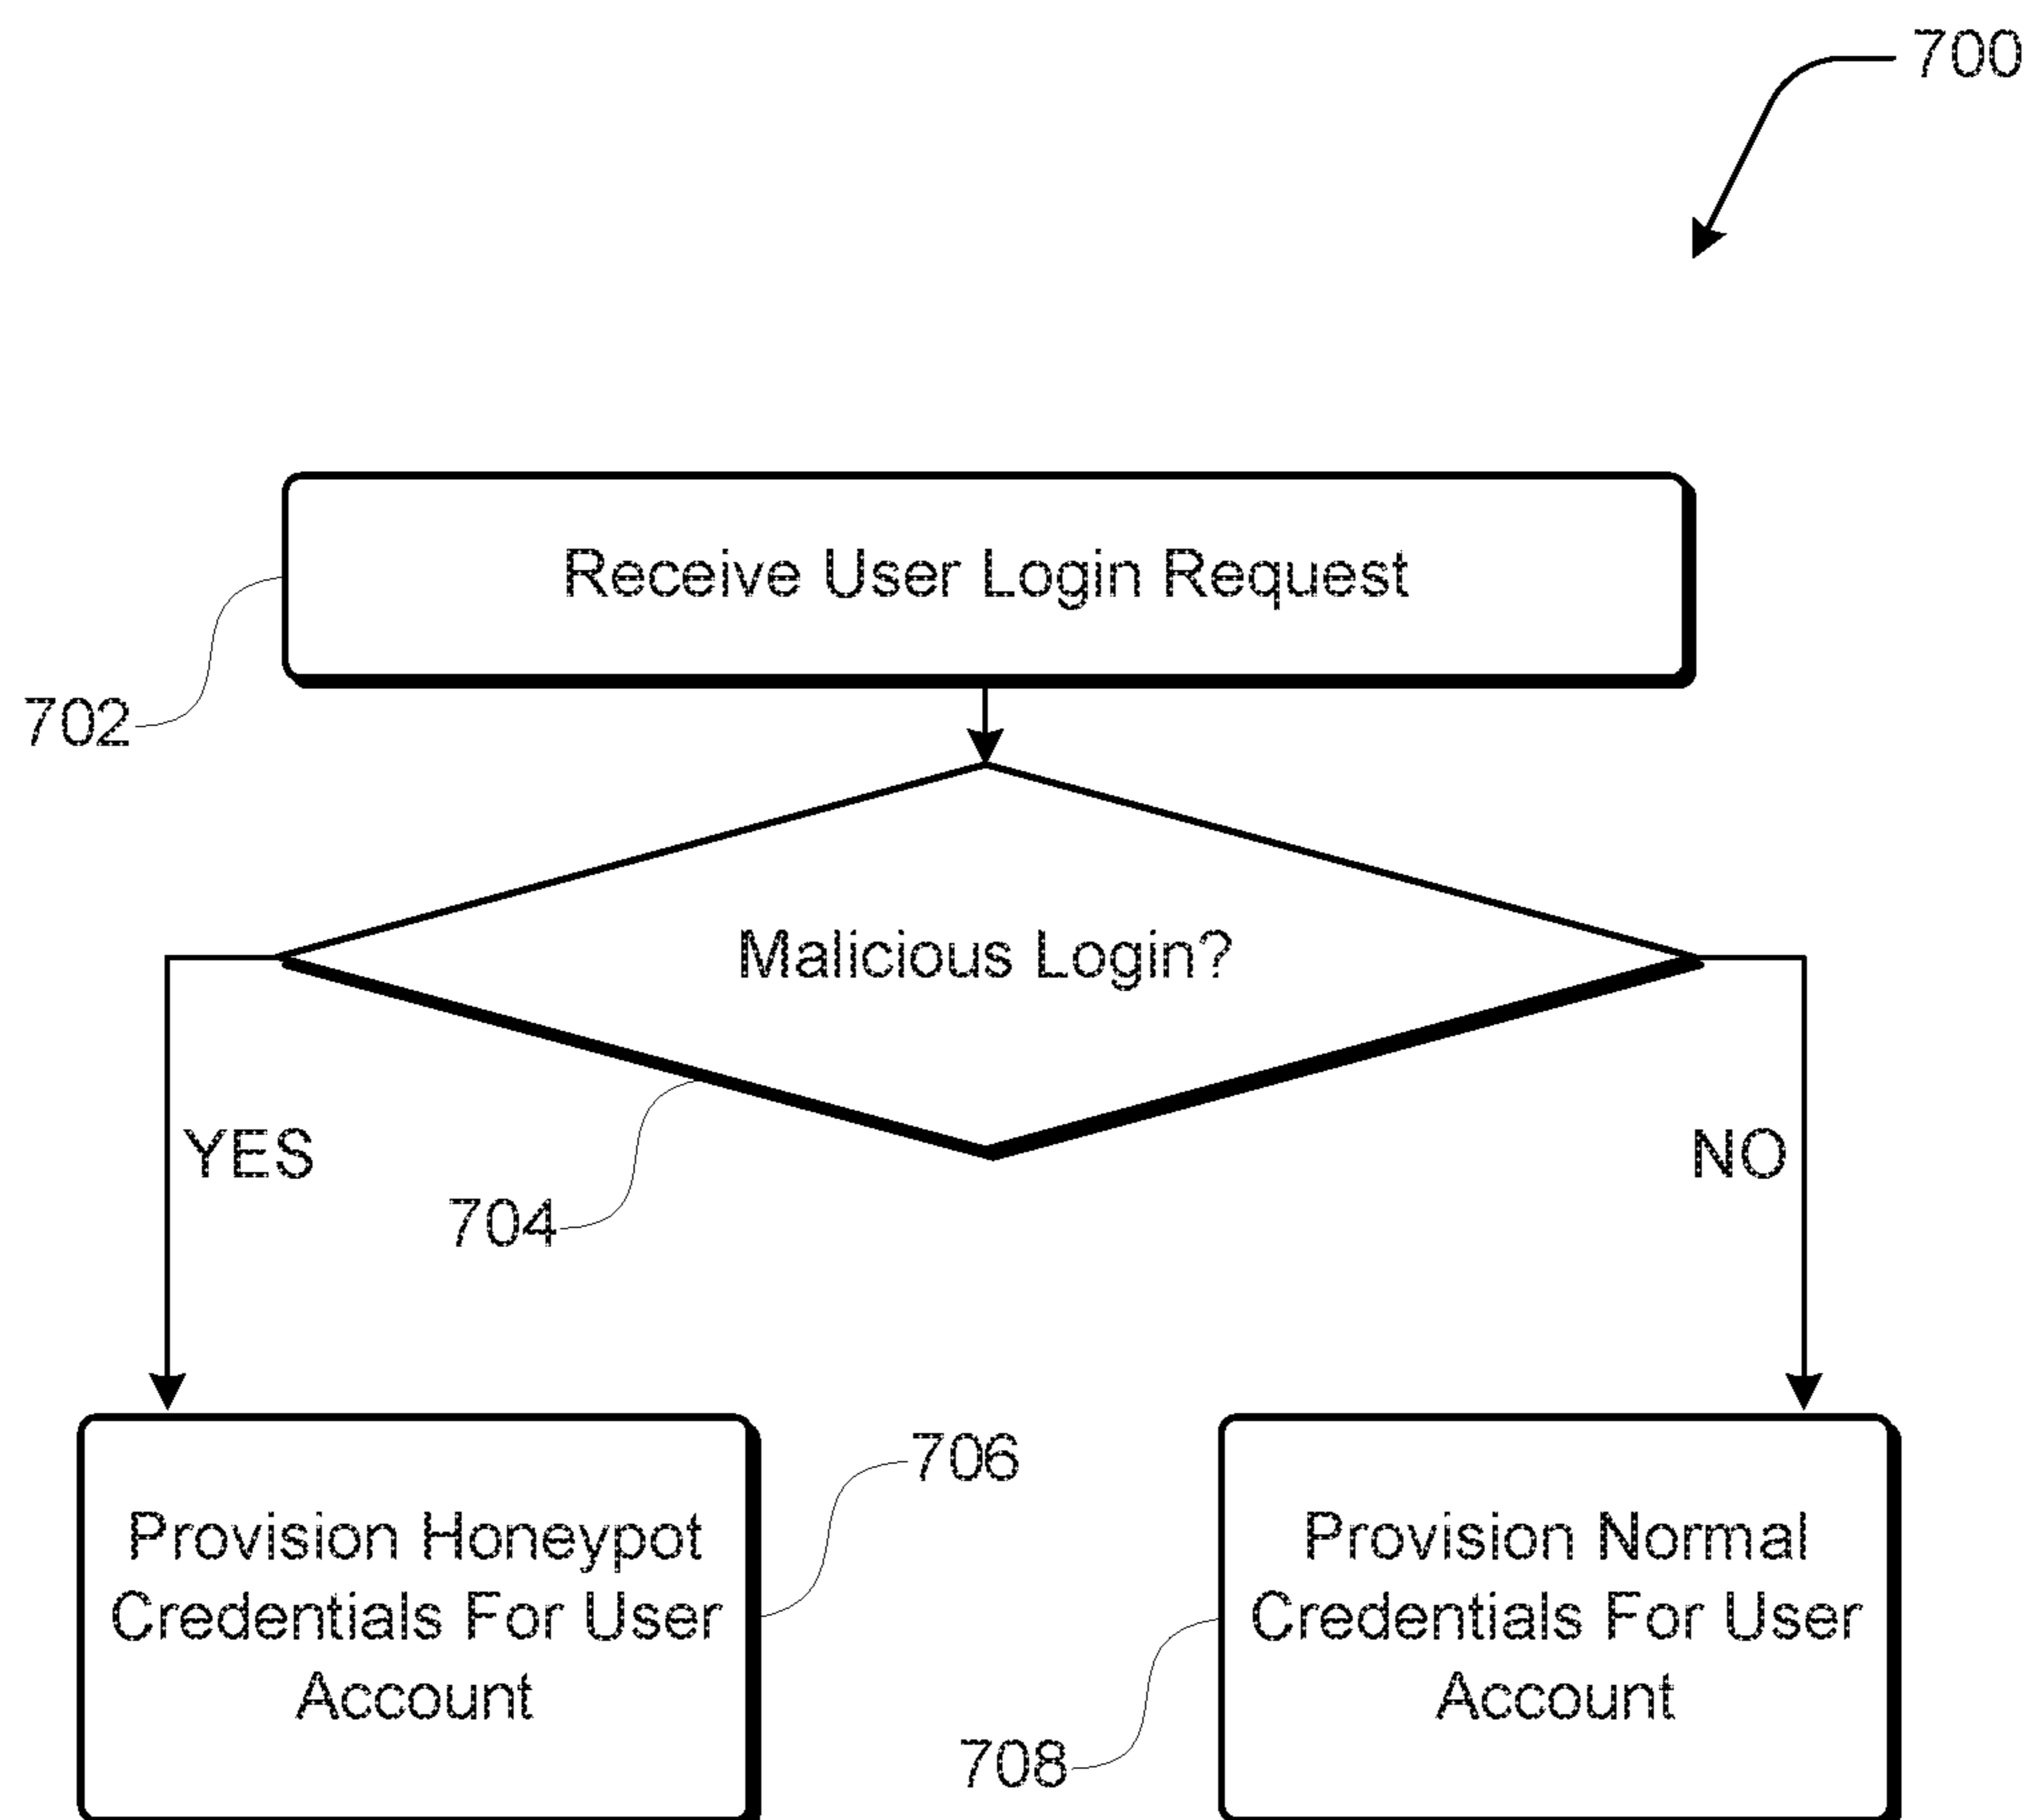 700
Receive User Login Request
702
Malicious Login?
YES
NO
704
706
Provision Honeypot
Credentials For User
Account
Provision Normal
Credentials For User
Account
708